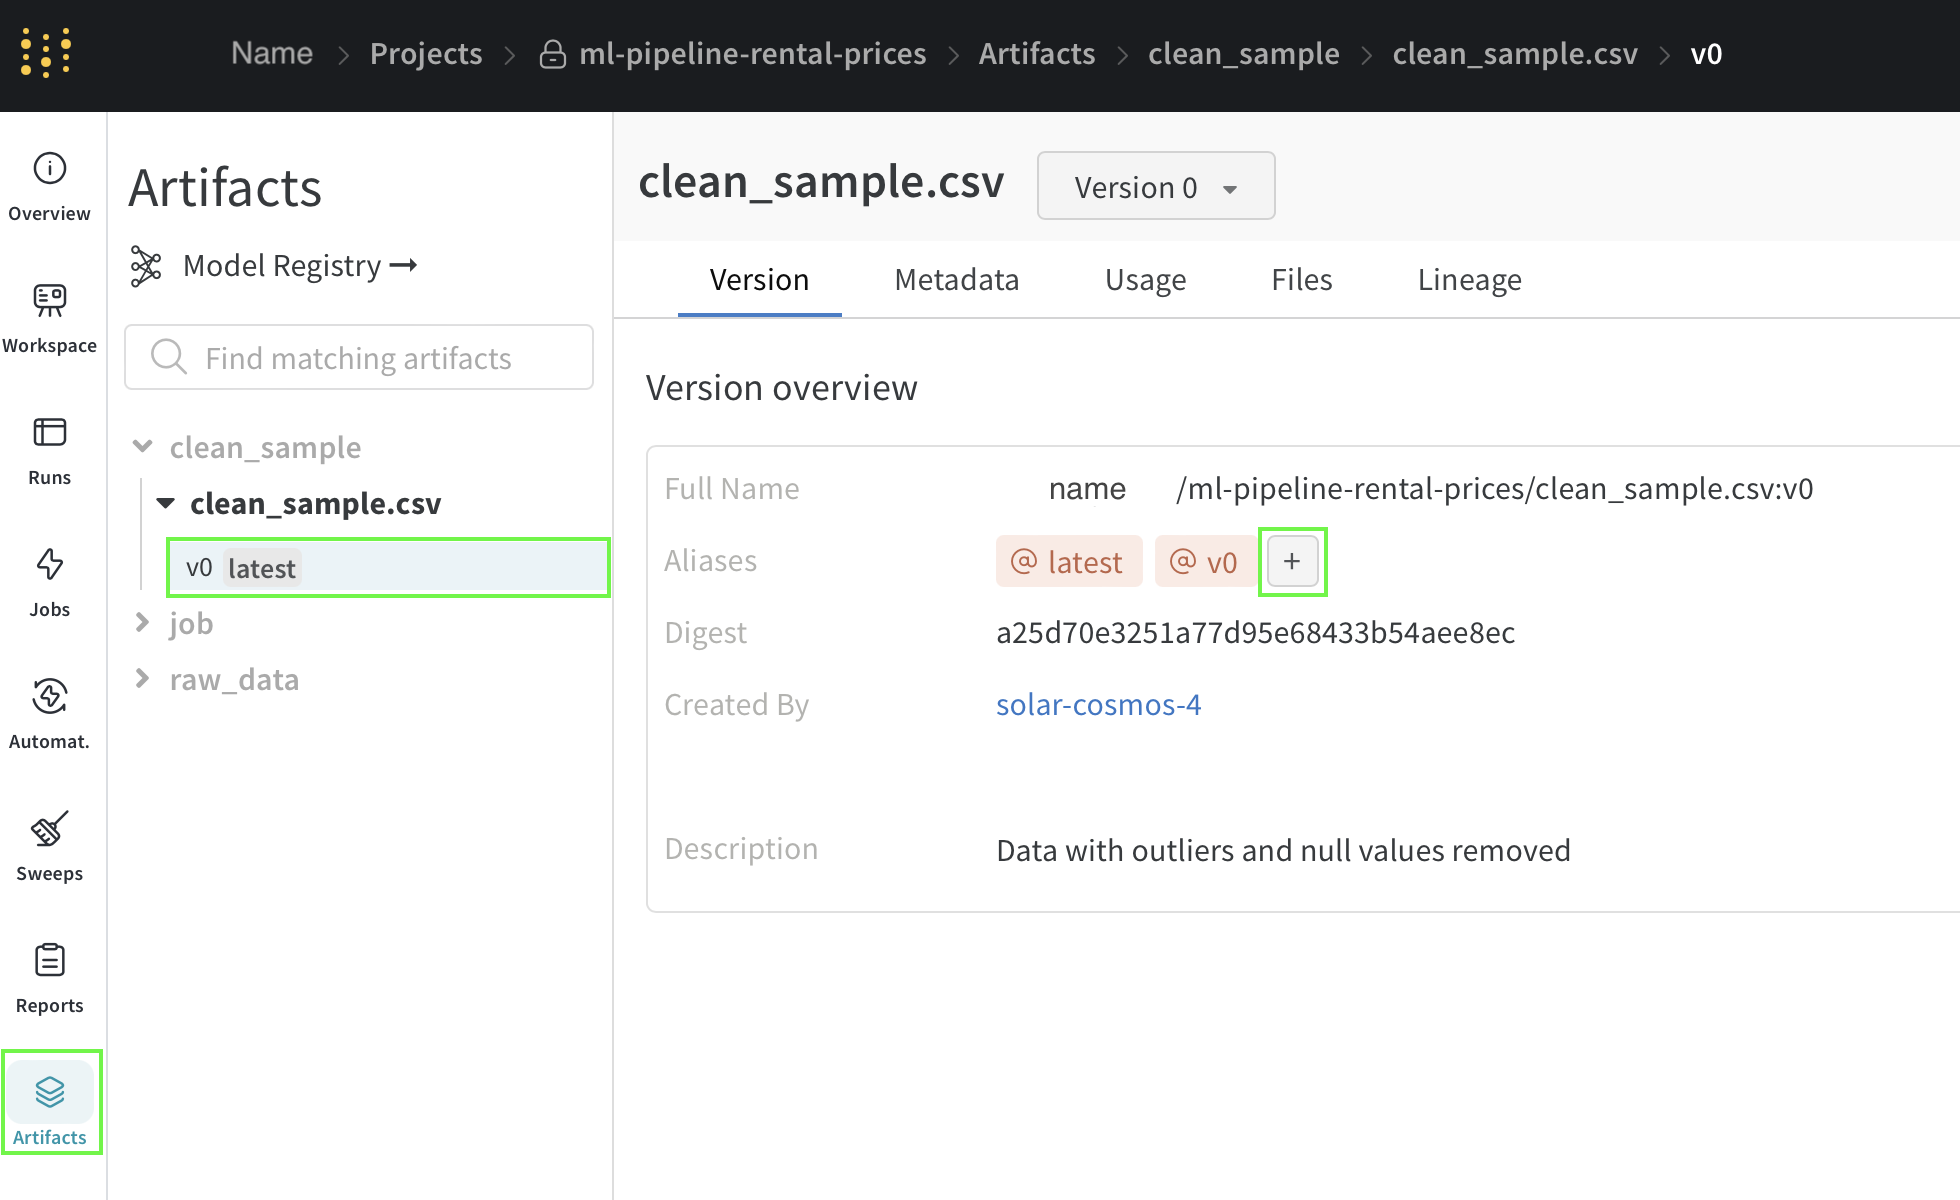 Name > Projects > ml-pipeline-rental-prices > Artifacts > clean_sample > clean_sample.csv > v0
Overview
Workspace
Runs
Jobs
Automat.
Sweeps
Reports
Artifacts
Artifacts
Model Registry →
Find matching artifacts
clean_sample
clean_sample.csv
v0 latest
job
raw_data
clean_sample.csv Version 0
Version Metadata Usage Files Lineage
Version overview
Full Name name /ml-pipeline-rental-prices/clean_sample.csv:v0
Aliases @ latest @ v0 +
Digest a25d70e3251a77d95e68433b54aee8ec
Created By solar-cosmos-4
Description Data with outliers and null values removed